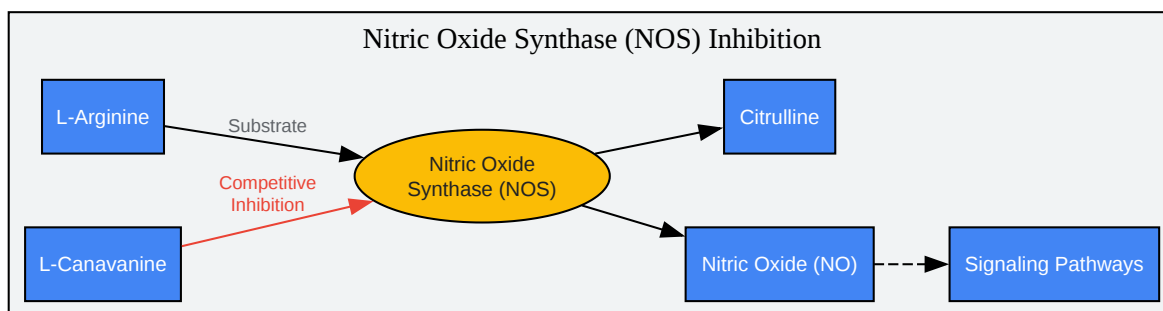 Nitric Oxide Synthase (NOS) Inhibition
L-Arginine
Substrate
Citrulline
Nitric Oxide
Synthase (NOS)
Competitive
Inhibition
L-Canavanine
Nitric Oxide (NO)
Signaling Pathways